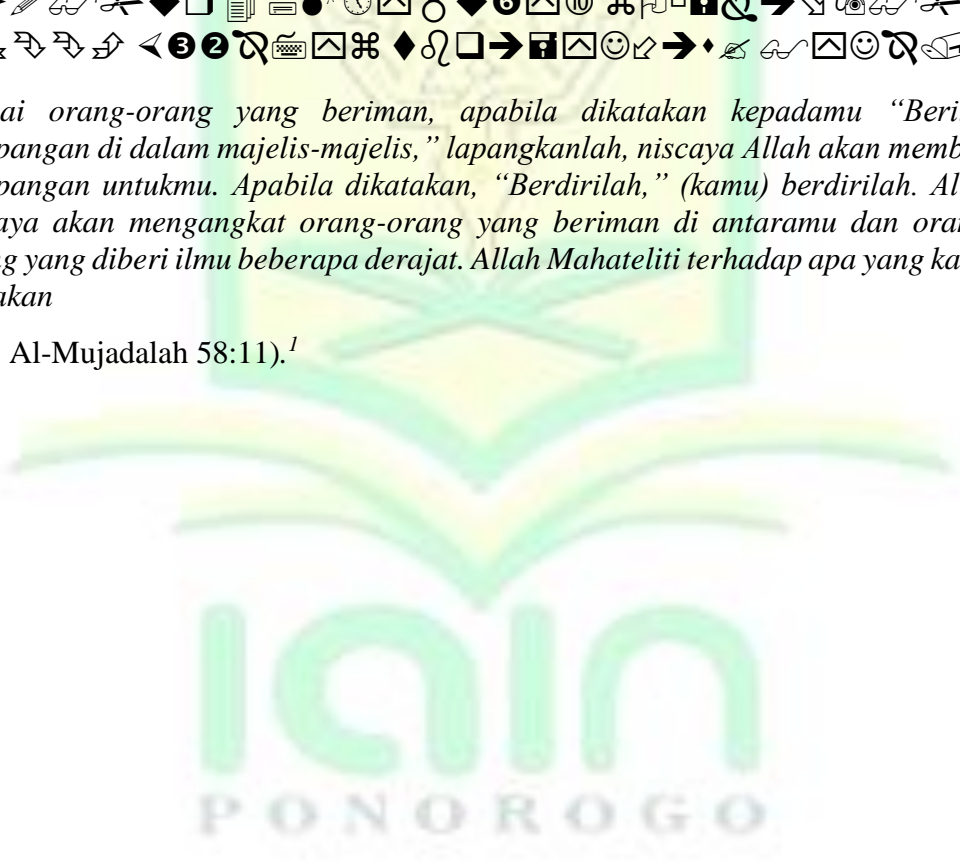 ai orang-orang yang beriman, apabila dikatakan kepadamu “Beri
pangan di dalam majelis-majelis,” lapangkanlah, niscaya Allah akan memb
pangan untukmu. Apabila dikatakan, “Berdirilah,” (kamu) berdirilah. Al
aya akan mengangkat orang-orang yang beriman di antaramu dan oran
g yang diberi ilmu beberapa derajat. Allah Mahateliti terhadap apa yang ka
akan
Al-Mujadalah 58:11).1
iain
PONOROGO